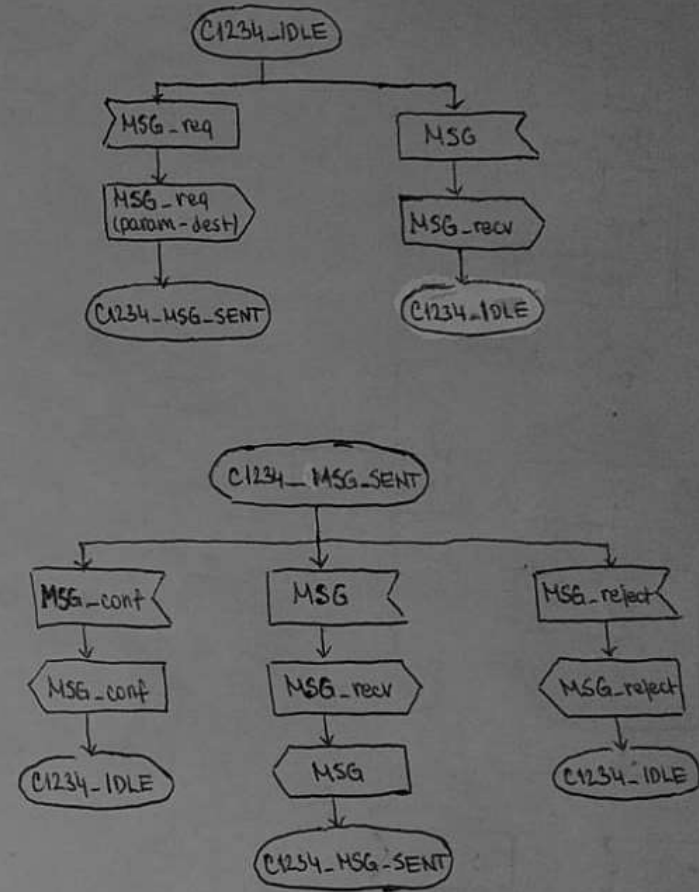 C1234_IDLE
MSG_req
MSG
MSG_req
(param-dest)
MSG_recv
C1234_MSG_SENT
C1234_IDLE
C1234_MSG_SENT
MSG_conf
MSG
MSG_reject
MSG_conf
MSG_recv
MSG_reject
C1234_IDLE
MSG
C1234_IDLE
C1234_MSG_SENT